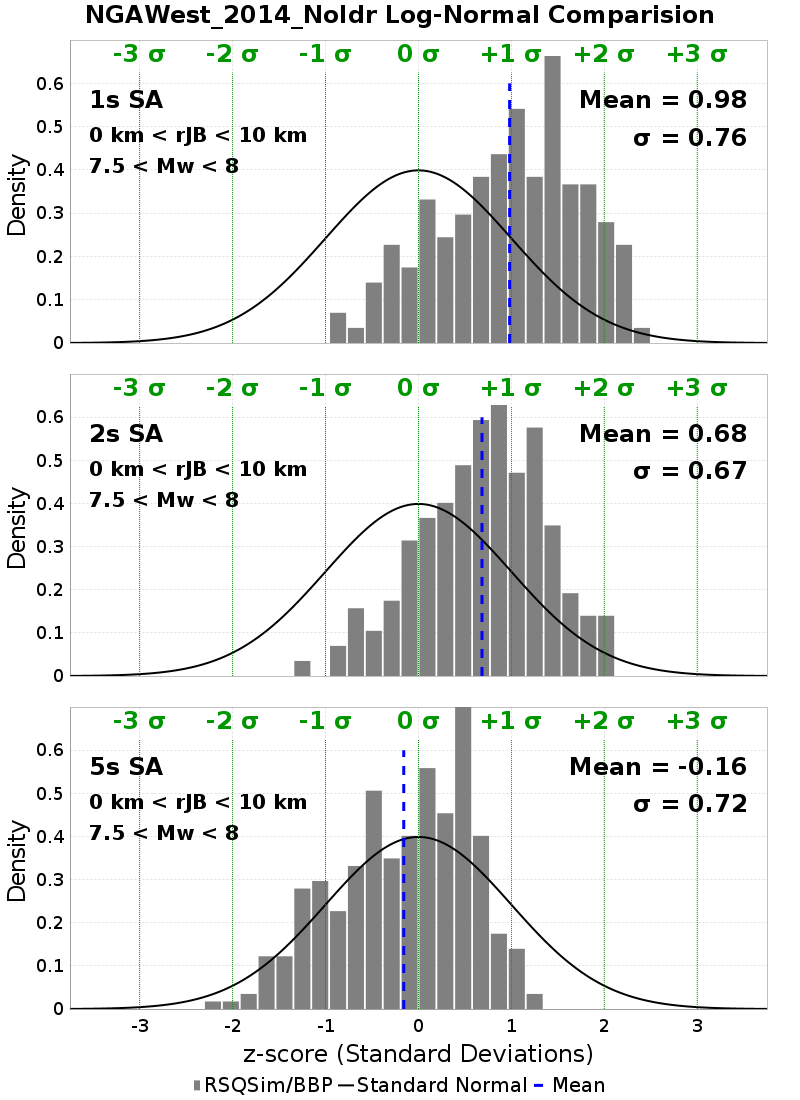 NGAWest_2014_NoIdr Log-Normal Comparision
-3 σ -2 σ -1 σ 0 σ +1 σ +2 σ +3 σ
0.6
0.5
0.4
0.3
0.2
0.1
0
Density
1s SA
0 km < rJB < 10 km
7.5 < Mw < 8
Mean = 0.98
σ = 0.76
-3 σ -2 σ -1 σ 0 σ +1 σ +2 σ +3 σ
0.6
0.5
0.4
0.3
0.2
0.1
0
Density
2s SA
0 km < rJB < 10 km
7.5 < Mw < 8
Mean = 0.68
σ = 0.67
-3 σ -2 σ -1 σ 0 σ +1 σ +2 σ +3 σ
0.6
0.5
0.4
0.3
0.2
0.1
0
Density
5s SA
0 km < rJB < 10 km
7.5 < Mw < 8
Mean = -0.16
σ = 0.72
-3 -2 -1 0 1 2 3
z-score (Standard Deviations)
RSQSim/BBP Standard Normal Mean